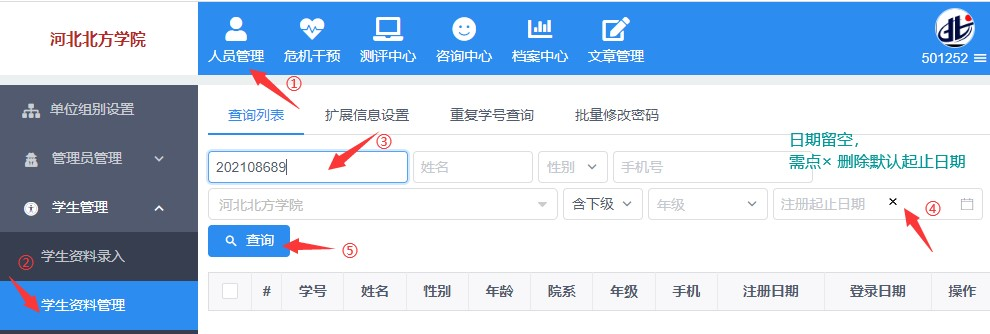 河北北方学院
人员管理 危机干预 测评中心 咨询中心 档案中心 文章管理
501252
①
单位组别设置
管理员管理
学生管理
②
学生资料录入
学生资料管理
查询列表 扩展信息设置 重复学号查询 批量修改密码
③
日期留空,
需点× 删除默认起止日期
202108689 姓名 性别 手机号
河北北方学院 含下级 年级 注册起止日期 × ④
查询 ⑤
# 学号 姓名 性别 年龄 院系 年级 手机 注册日期 登录日期 操作